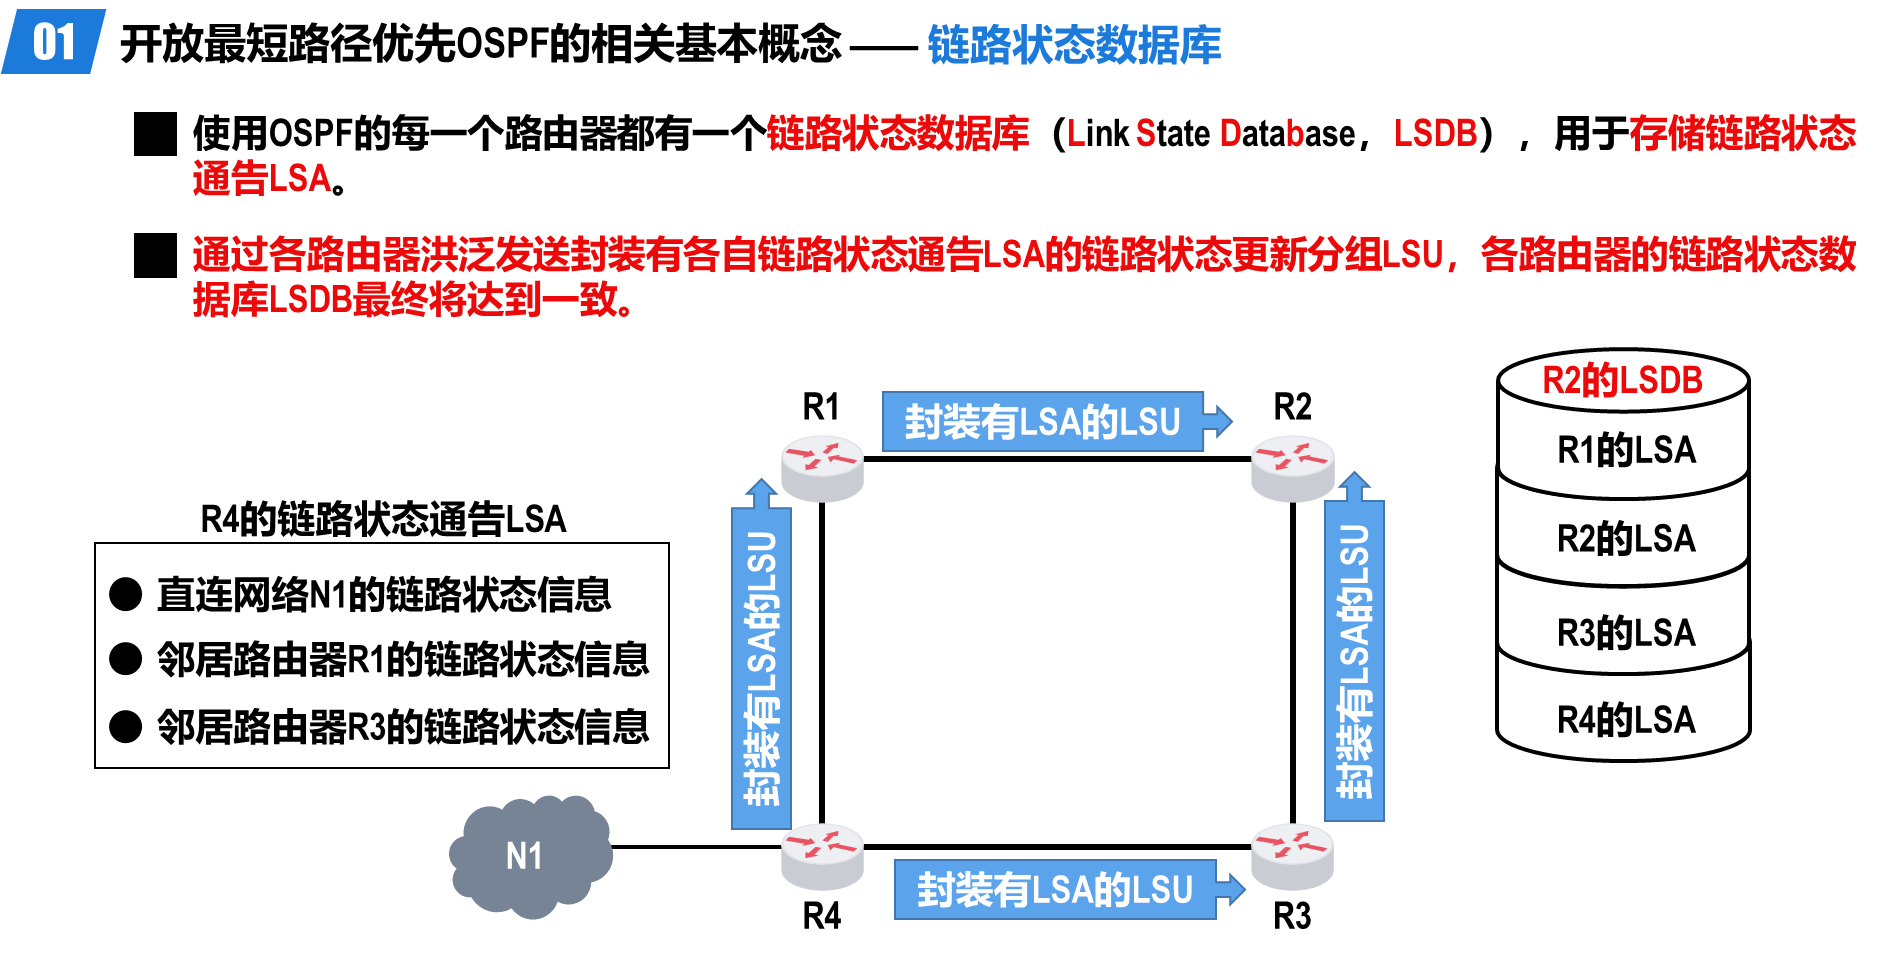 01 开放最短路径优先OSPF的相关基本概念 —— 链路状态数据库
使用OSPF的每一个路由器都有一个链路状态数据库（Link State Database，LSDB），用于存储链路状态
通告LSA。
通过各路由器洪泛发送封装有各自链路状态通告LSA的链路状态更新分组LSU，各路由器的链路状态数
据库LSDB最终将达到一致。
R1
封装有LSA的LSU
R2
R4的链路状态通告LSA
直连网络N1的链路状态信息
邻居路由器R1的链路状态信息
邻居路由器R3的链路状态信息
封装有LSA的LSU
封装有LSA的LSU
N1
封装有LSA的LSU
R4
R3
R2的LSDB
R1的LSA
R2的LSA
R3的LSA
R4的LSA